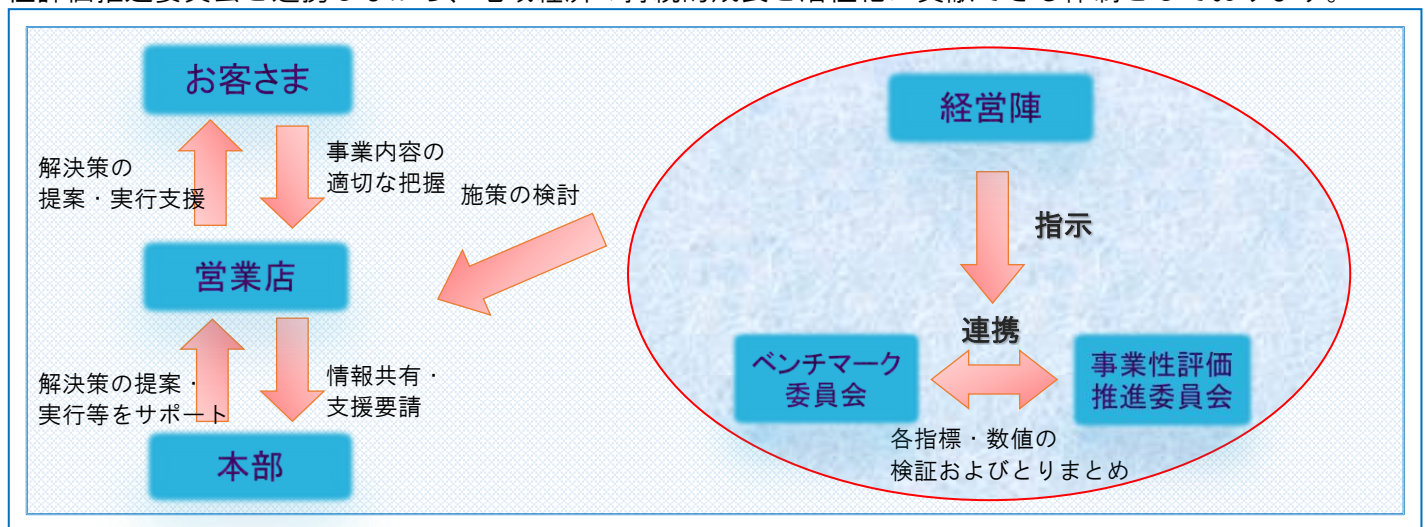 お客さま
解決策の
提案・実行支援
事業内容の
適切な把握
営業店
解決策の提案・
実行等をサポート
情報共有・
支援要請
本部
施策の検討
経営陣
指示
連携
ベンチマーク
委員会
事業性評価
推進委員会
各指標・数値の
検証およびとりまとめ